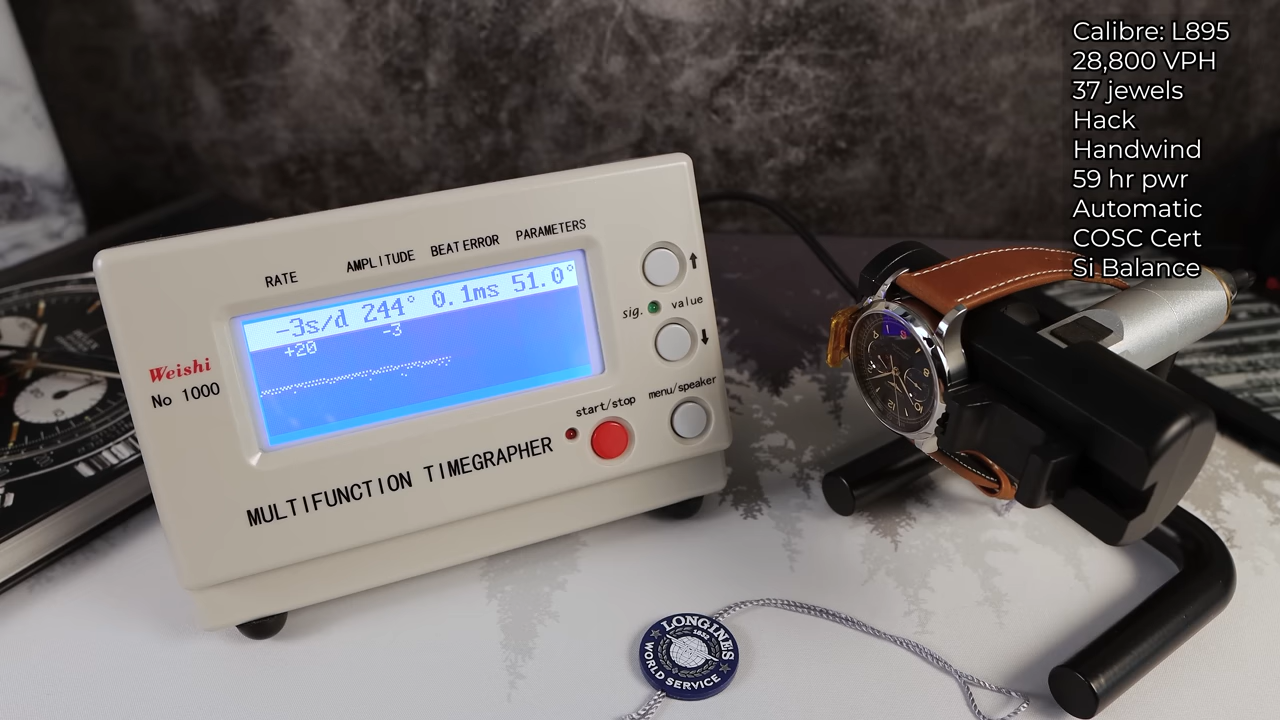 Calibre: L895
28,800 VPH
37 jewels
Hack
Handwind
59 hr pwr
Automatic
COSC Cert
Si Balance
RATE AMPLITUDE BEAT ERROR PARAMETERS
-3s/d 244° 0.1ms 51.0°
+20 -3
sig. value
Weishi
No 1000
start/stop menu/speaker
MULTIFUNCTION TIMEGRAPHER
LONGINES
1832
WORLD SERVICE